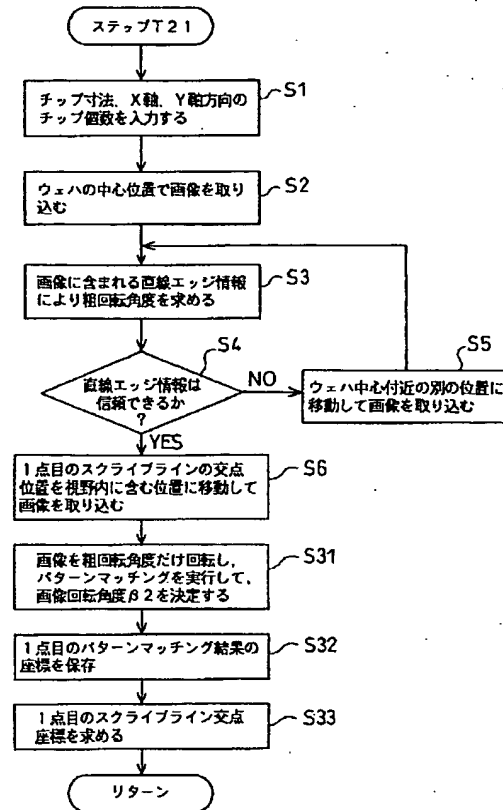 ステップT21
チップ寸法、X軸、Y軸方向の
チップ個数を入力する
S1
ウェハの中心位置で画像を取り
込む
S2
画像に含まれる直線エッジ情報
により粗回転角度を求める
S3
直線エッジ情報は
信頼できるか
?
S4
NO
ウェハ中心付近の別の位置に
移動して画像を取り込む
S5
YES
1点目のスクライブラインの交点
位置を視野内に含む位置に移動して
画像を取り込む
S6
画像を粗回転角度だけ回転し、
パターンマッチングを実行して、
画像回転角度β2を決定する
S31
1点目のパターンマッチング結果の
座標を保存
S32
1点目のスクライブライン交点
座標を求める
S33
リターン